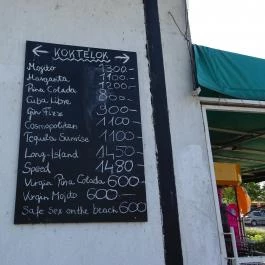 ← KOKTÉLOK →
Mojito 1300.-
Margarita 1100.-
Pina Colada 1200.-
Cuba Libre 800.-
Gin Fizz 900.-
Cosmopolitan 1100-
Tequila Sunrise 1100-
Long-Island 1450-
Speed 1480-
Virgin Pina Colada 600-
Virgin Mojito 600-
Safe Sex on the beach 600